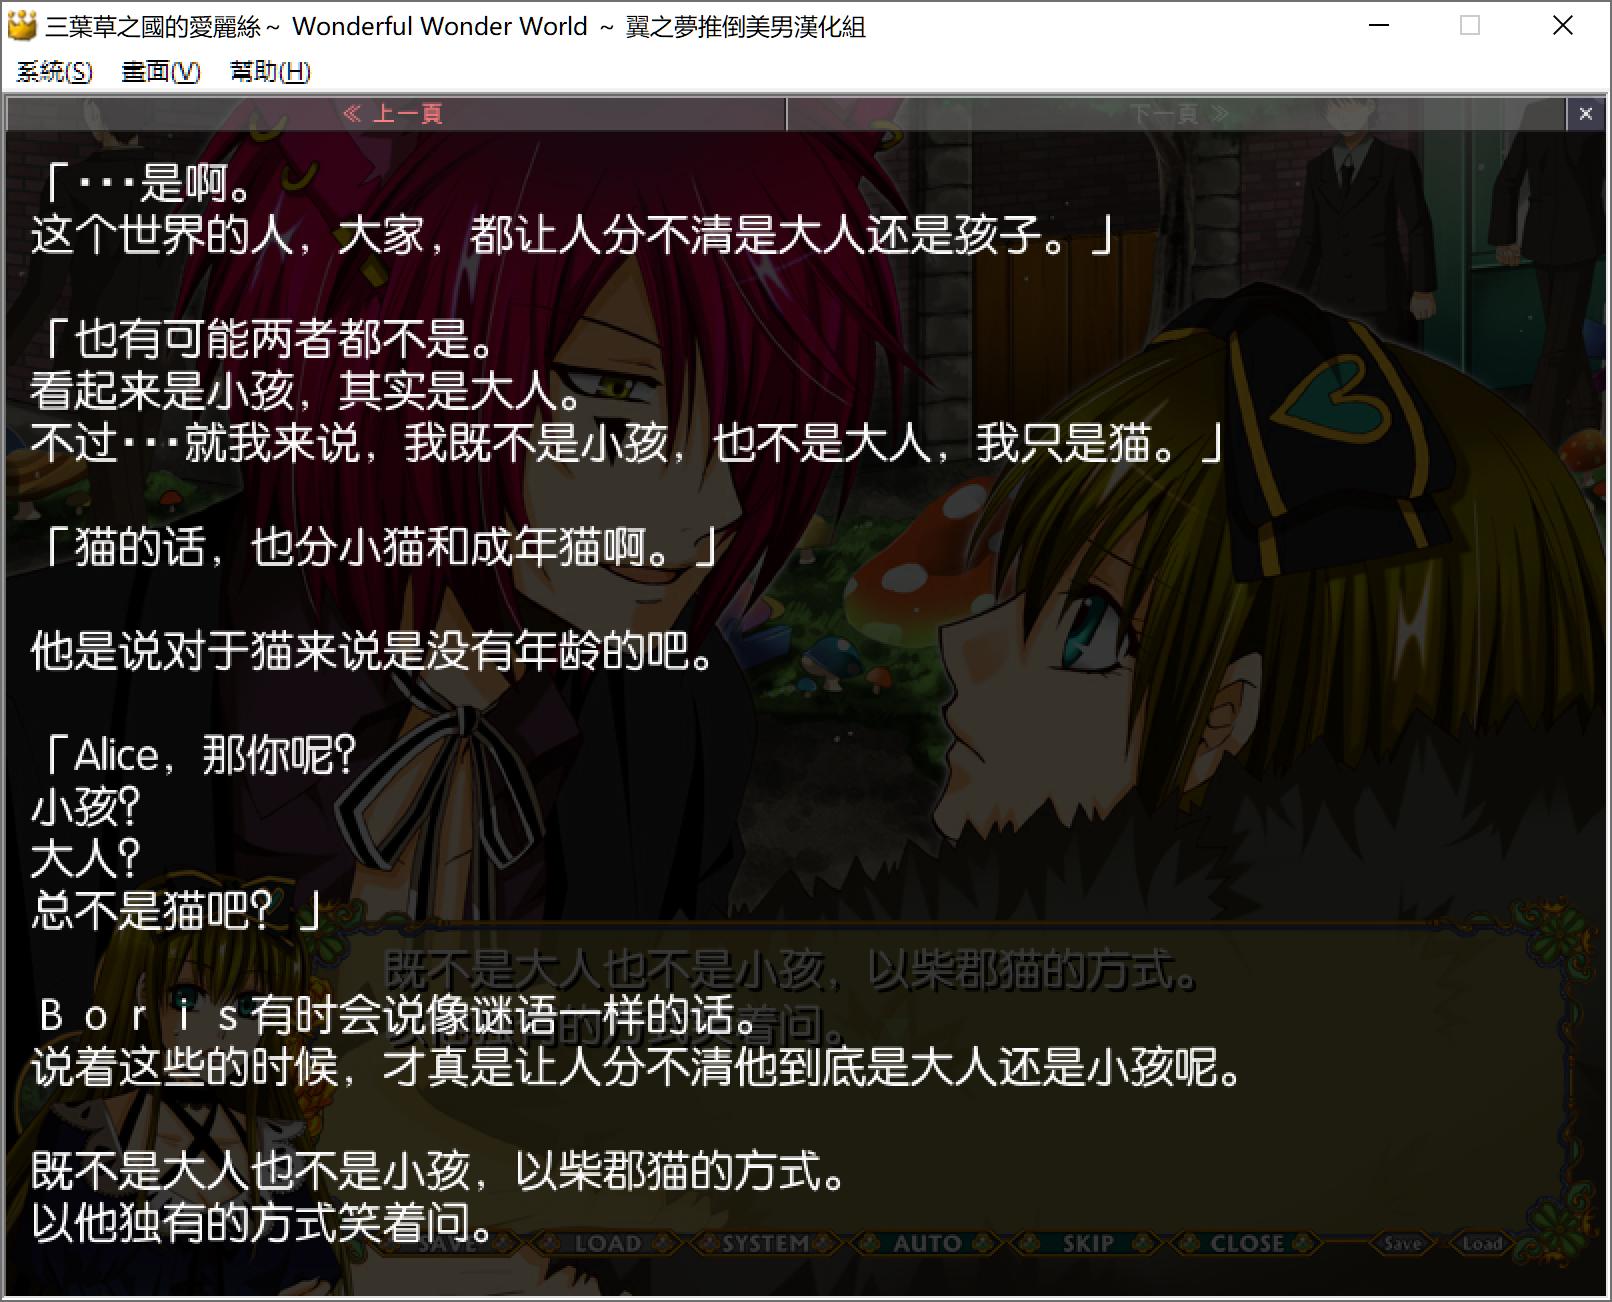 三葉草之國的愛麗絲～ Wonderful Wonder World ～ 翼之夢推倒美男漢化組
系統(S) 畫面(V) 幫助(H)
≪ 上一頁 下一頁 ≫ ×
「···是啊。
这个世界的人，大家，都让人分不清是大人还是孩子。」
「也有可能两者都不是。
看起来是小孩，其实是大人。
不过···就我来说，我既不是小孩，也不是大人，我只是猫。」
「猫的话，也分小猫和成年猫啊。」
他是说对于猫来说是没有年龄的吧。
「Alice，那你呢？
小孩？
大人？
总不是猫吧？」
Ｂｏｒｉｓ有时会说像谜语一样的话。
说着这些的时候，才真是让人分不清他到底是大人还是小孩呢。
既不是大人也不是小孩，以柴郡猫的方式。
以他独有的方式笑着问。
既不是大人也不是小孩，以柴郡猫的方式。
以他独有的方式笑着问。
SAVE LOAD SYSTEM AUTO SKIP CLOSE Save Load